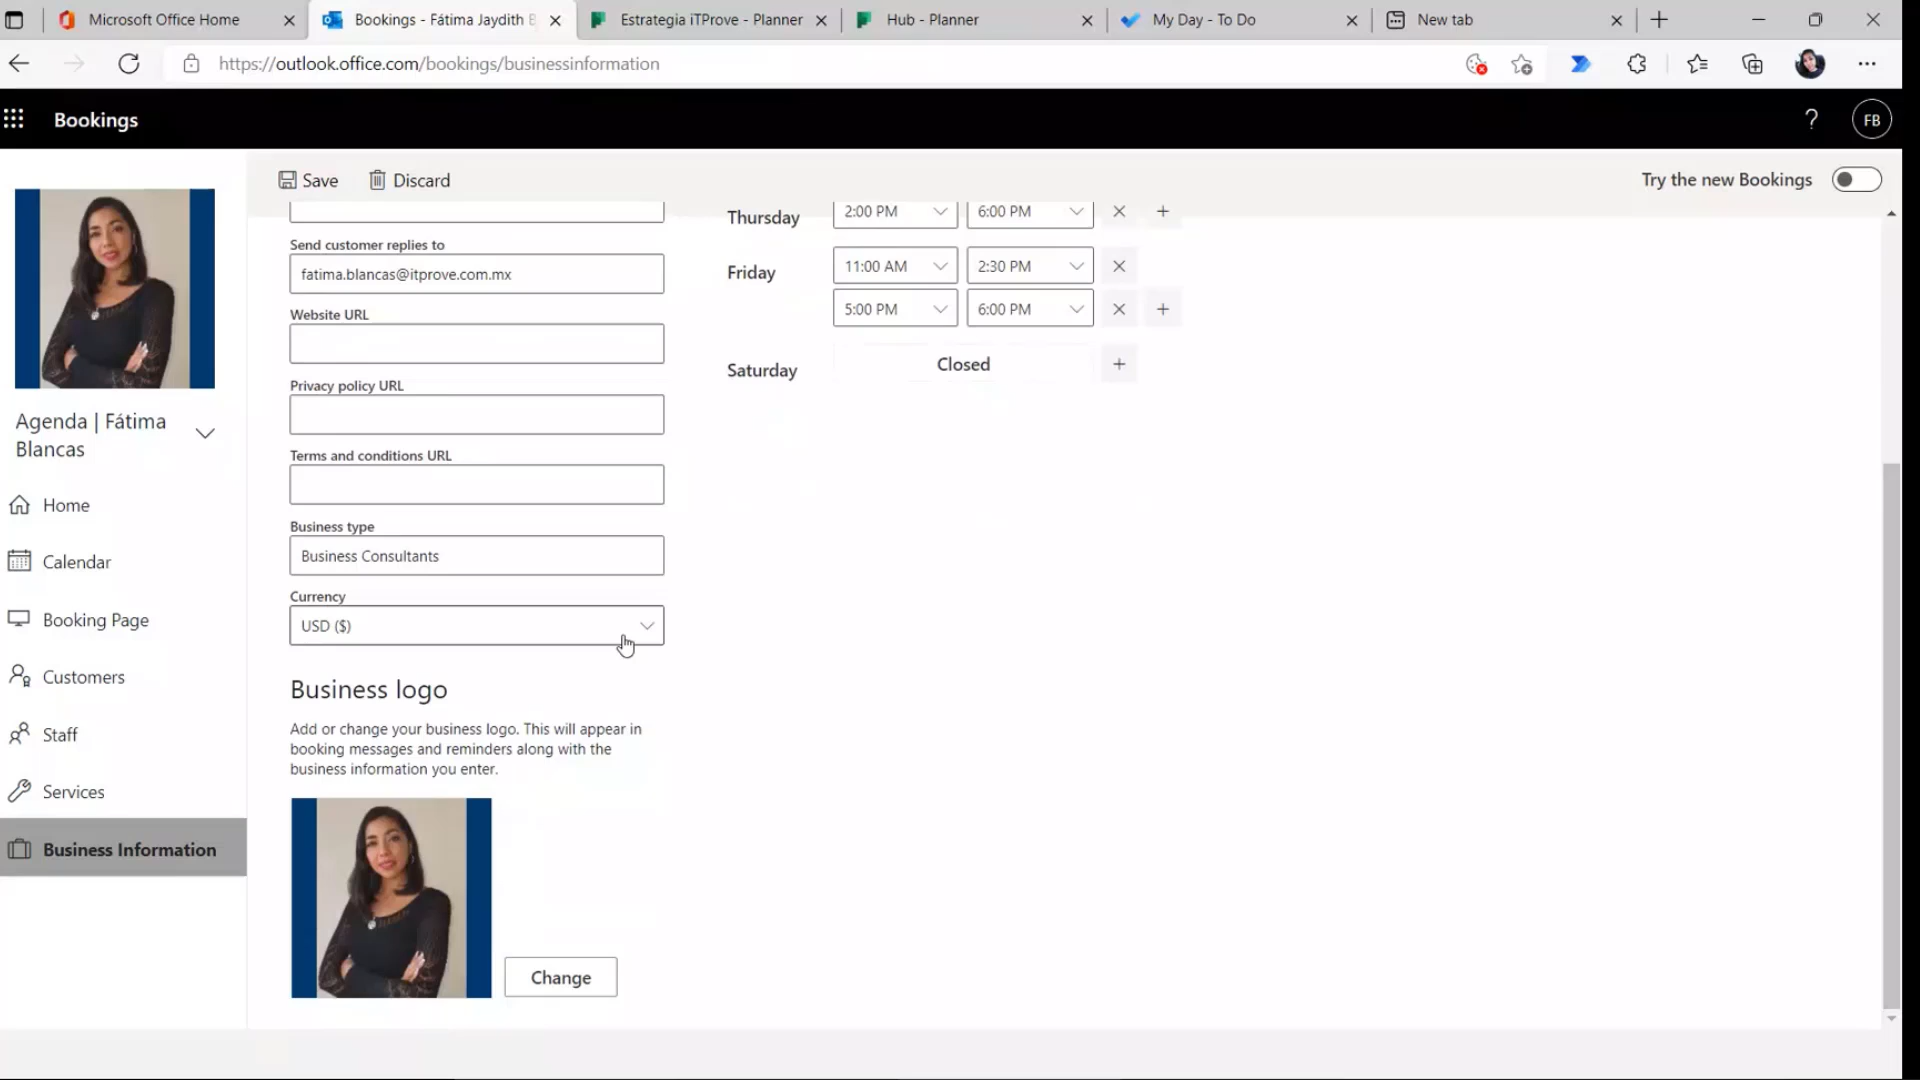 Microsoft Office Home
Bookings - Fátima Jaydith B
Estrategia iTProve - Planner
Hub - Planner
My Day - To Do
New tab
https://outlook.office.com/bookings/businessinformation
Bookings
?
FB
Save
Discard
Try the new Bookings
Agenda | Fátima
Blancas
Home
Calendar
Booking Page
Customers
Staff
Services
Business Information
Send customer replies to
fatima.blancas@itprove.com.mx
Website URL
Privacy policy URL
Terms and conditions URL
Business type
Business Consultants
Currency
USD ($)
Business logo
Add or change your business logo. This will appear in
booking messages and reminders along with the
business information you enter.
Change
Thursday 2:00 PM 6:00 PM
Friday 11:00 AM 2:30 PM
5:00 PM 6:00 PM
Saturday Closed